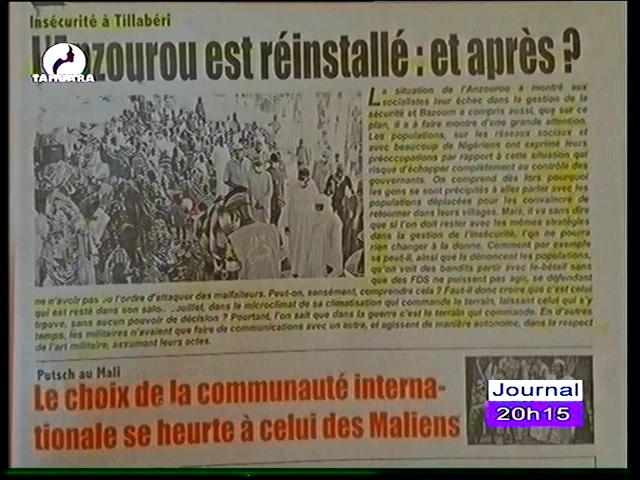 Insécurité à Tillabéri
L'Anzourou est réinstallé : et après ?
TAMBARA
La situation de l'Anzourou a montré aux
socialistes leur échec dans la gestion de la
sécurité et Bazoum a compris aussi, que sur ce
plan, il a à faire montre d'une grande attention.
Les populations, sur les réseaux sociaux et
avec beaucoup de Nigériens ont exprimé leurs
préoccupations par rapport à cette situation qui
risque d'échapper complètement au contrôle des
gouvernants. On comprend dès lors pourquoi
les gens se sont précipités à aller parler avec les
populations déplacées pour les convaincre de
retourner dans leurs villages. Mais, il va sans dire
que si l'on doit rester avec les mêmes stratégies
dans la gestion de l'insécurité, l'on ne pourra
rien changer à la donne. Comment par exemple
se peut-il, ainsi que le dénoncent les populations,
qu'on voit des bandits partir avec le bétail sans
que des FDS ne puissent pas agir, se défendant
ne n'avoir pas l'ordre d'attaquer des malfaiteurs. Peut-on, sensément, comprendre cela ? Faut-il donc croire que c'est celui
qui est resté dans son salon douillet, dans le microclimat de sa climatisation qui commande le terrain, laissant celui qui s'y
trouve, sans aucun pouvoir de décision ? Pourtant, l'on sait que dans la guerre c'est le terrain qui commande. En d'autres
temps, les militaires n'avaient que faire de communications avec un autre, et agissent de manière autonome, dans le respect
de l'art militaire, assumant leurs actes.
Putsch au Mali
Le choix de la communauté interna-
tionale se heurte à celui des Maliens
Journal
20h15